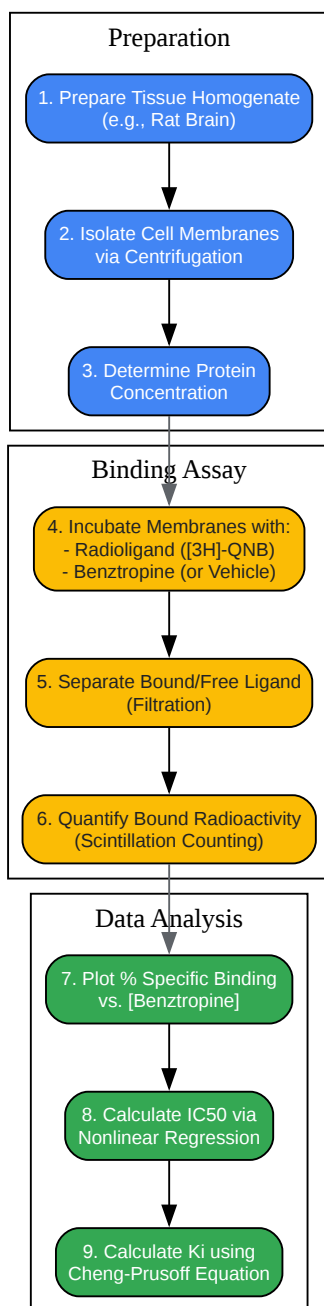 Preparation
1. Prepare Tissue Homogenate
(e.g., Rat Brain)
2. Isolate Cell Membranes
via Centrifugation
3. Determine Protein
Concentration
Binding Assay
4. Incubate Membranes with:
- Radioligand ([3H]-QNB)
- Benztropine (or Vehicle)
5. Separate Bound/Free Ligand
(Filtration)
6. Quantify Bound Radioactivity
(Scintillation Counting)
Data Analysis
7. Plot % Specific Binding
vs. [Benztropine]
8. Calculate IC50 via
Nonlinear Regression
9. Calculate Ki using
Cheng-Prusoff Equation